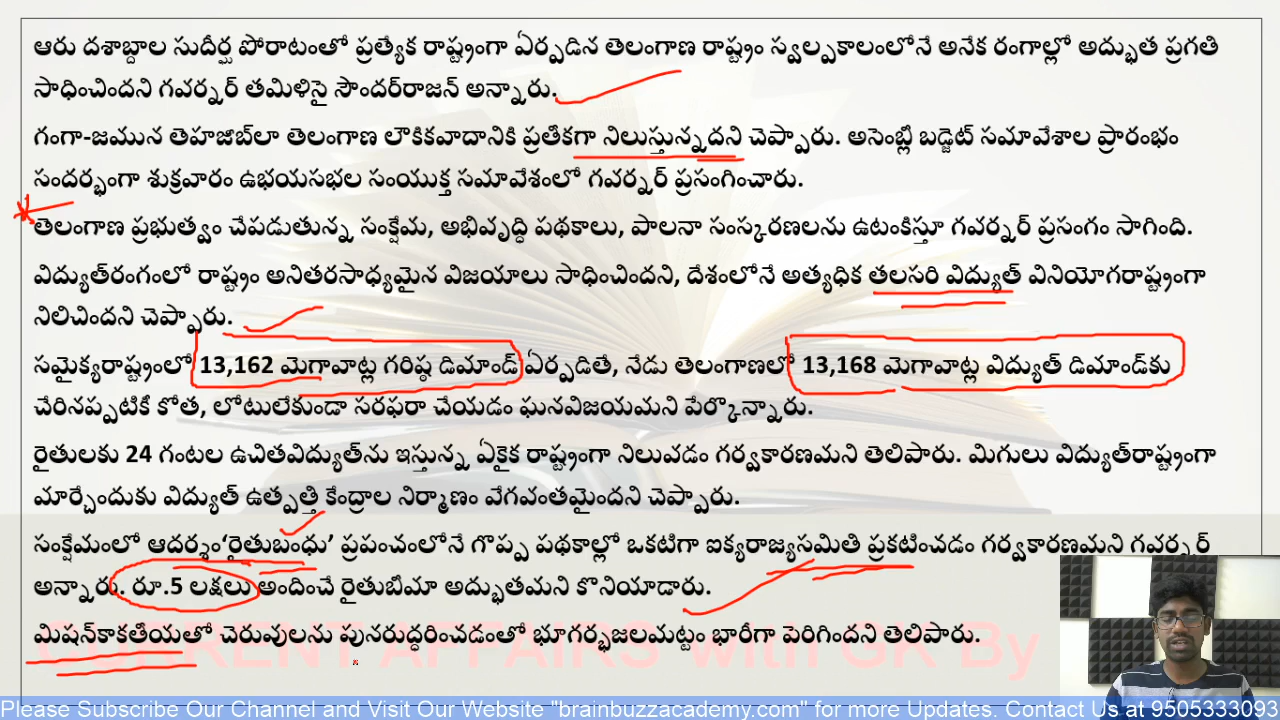 ఆరు దశాబ్దాల సుదీర్ఘ పోరాటంతో ప్రత్యేక రాష్ట్రంగా ఏర్పడిన తెలంగాణ రాష్ట్రం స్వల్పకాలంలోనే అనేక రంగాల్లో అద్భుత ప్రగతి
సాధించిందని గవర్నర్ తమిళిసై సౌందర్‌రాజన్ అన్నారు.
గంగా-జమున తెహజీబ్‌లా తెలంగాణ లౌకికవాదానికి ప్రతీకగా నిలుస్తున్నదని చెప్పారు. అసెంబ్లీ బడ్జెట్ సమావేశాల ప్రారంభం
సందర్భంగా శుక్రవారం ఉభయసభల సంయుక్త సమావేశంలో గవర్నర్ ప్రసంగించారు.
తెలంగాణ ప్రభుత్వం చేపడుతున్న సంక్షేమ, అభివృద్ధి పథకాలు, పాలనా సంస్కరణలను ఉటంకిస్తూ గవర్నర్ ప్రసంగం సాగింది.
విద్యుత్‌రంగంలో రాష్ట్రం అనితరసాధ్యమైన విజయాలు సాధించిందని, దేశంలోనే అత్యధిక తలసరి విద్యుత్ వినియోగరాష్ట్రంగా
నిలిచిందని చెప్పారు.
సమైక్యరాష్ట్రంలో 13,162 మెగావాట్ల గరిష్ఠ డిమాండ్ ఏర్పడితే, నేడు తెలంగాణలో 13,168 మెగావాట్ల విద్యుత్ డిమాండ్‌కు
చేరినప్పటికీ కోత, లోటులేకుండా సరఫరా చేయడం ఘనవిజయమని పేర్కొన్నారు.
రైతులకు 24 గంటల ఉచితవిద్యుత్‌ను ఇస్తున్న ఏకైక రాష్ట్రంగా నిలువడం గర్వకారణమని తెలిపారు. మిగులు విద్యుత్‌రాష్ట్రంగా
మార్చేందుకు విద్యుత్ ఉత్పత్తి కేంద్రాల నిర్మాణం వేగవంతమైందని చెప్పారు.
సంక్షేమంలో ఆదర్శం‘రైతుబంధు’ ప్రపంచంలోనే గొప్ప పథకాల్లో ఒకటిగా ఐక్యరాజ్యసమితి ప్రకటించడం గర్వకారణమని గవర్నర్
అన్నారు. రూ.5 లక్షలు అందించే రైతుబీమా అద్భుతమని కొనియాడారు.
మిషన్‌కాకతీయతో చెరువులను పునరుద్ధరించడంతో భూగర్భజలమట్టం భారీగా పెరిగిందని తెలిపారు.
CURRENT AFFAIRS with GK By
Please Subscribe Our Channel and Visit Our Website "brainbuzzacademy.com" for more Updates. Contact Us at 9505333093